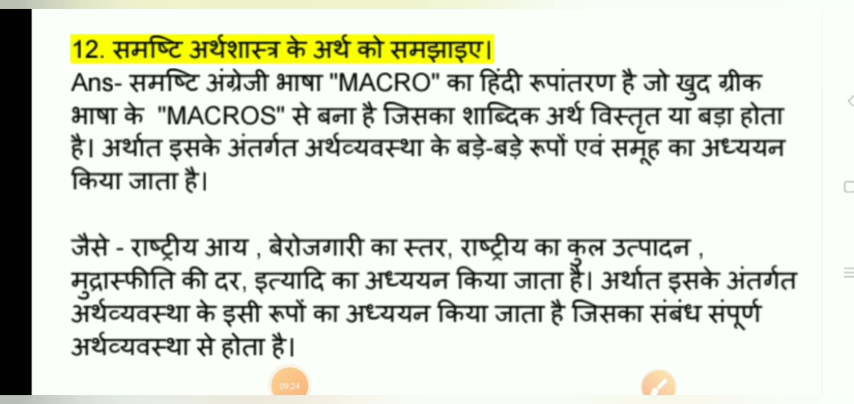 12. समष्टि अर्थशास्त्र के अर्थ को समझाइए।
Ans- समष्टि अंग्रेजी भाषा "MACRO" का हिंदी रूपांतरण है जो खुद ग्रीक
भाषा के "MACROS" से बना है जिसका शाब्दिक अर्थ विस्तृत या बड़ा होता
है। अर्थात इसके अंतर्गत अर्थव्यवस्था के बड़े-बड़े रूपों एवं समूह का अध्ययन
किया जाता है।
जैसे - राष्ट्रीय आय , बेरोजगारी का स्तर, राष्ट्रीय का कुल उत्पादन ,
मुद्रास्फीति की दर, इत्यादि का अध्ययन किया जाता है। अर्थात इसके अंतर्गत
अर्थव्यवस्था के इसी रूपों का अध्ययन किया जाता है जिसका संबंध संपूर्ण
अर्थव्यवस्था से होता है।
09:24